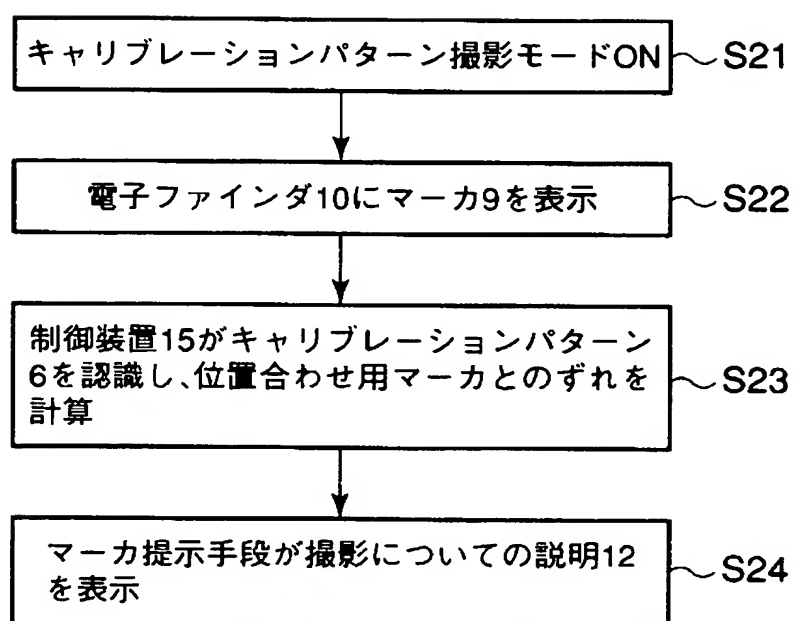 キャリブレーションパターン撮影モードON
S21
電子ファインダ10にマーカ9を表示
S22
制御装置15がキャリブレーションパターン
6を認識し、位置合わせ用マーカとのずれを
計算
S23
マーカ提示手段が撮影についての説明12
を表示
S24